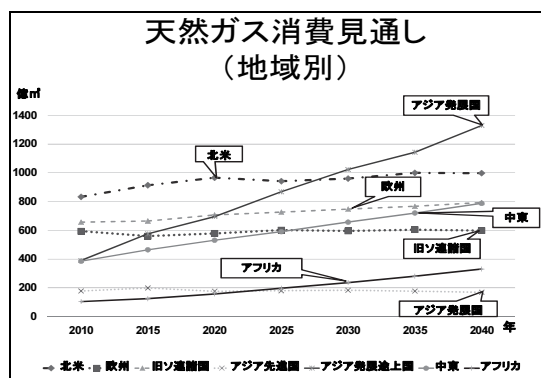 天然ガス消費見通し
(地域別)
億㎥
1400
1200
1000
800
600
400
200
0
アジア発展国
北米
欧州
中東
旧ソ連諸国
アフリカ
アジア発展国
2010 2015 2020 2025 2030 2035 2040 年
北米 欧州 旧ソ連諸国 アジア先進国 アジア発展途上国 中東 アフリカ